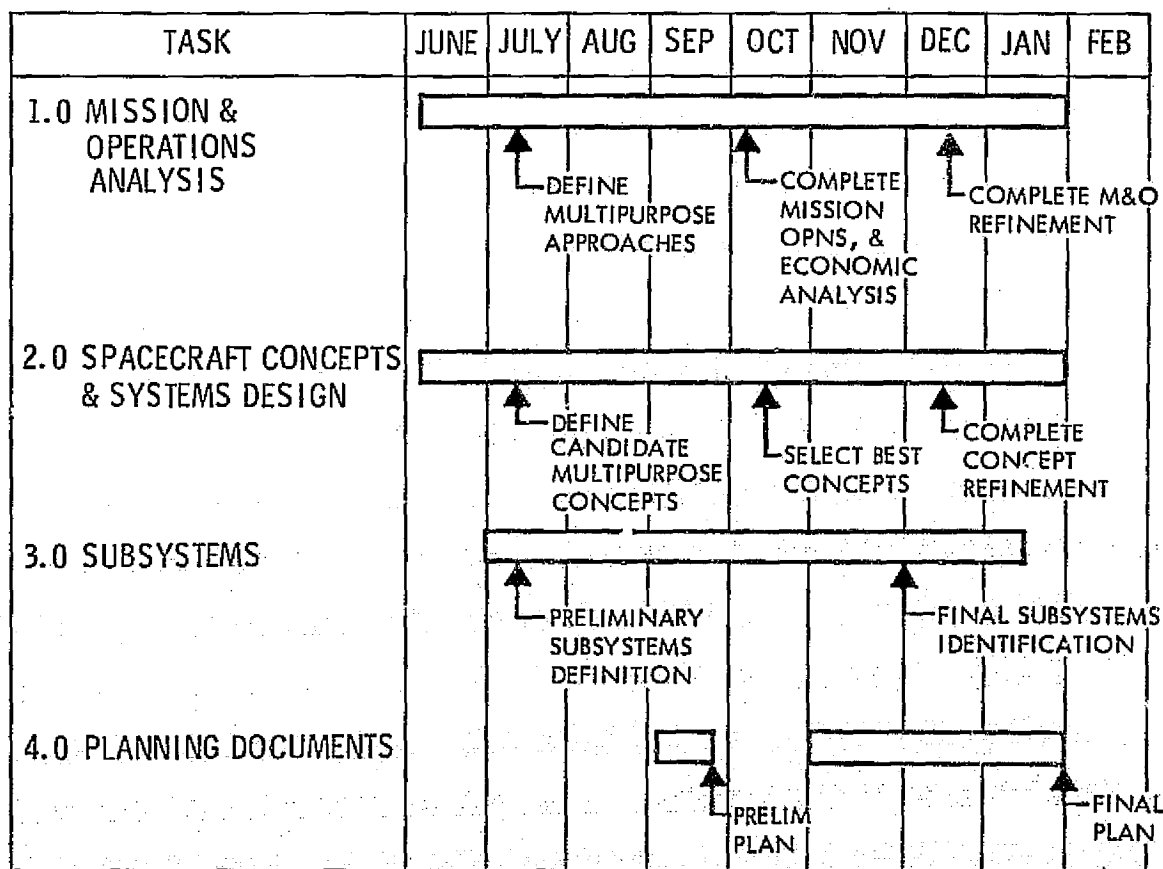 TASK JUNE JULY AUG SEP OCT NOV DEC JAN FEB
1.0 MISSION &
OPERATIONS
ANALYSIS
DEFINE
MULTIPURPOSE
APPROACHES
COMPLETE
MISSION
OPNS, &
ECONOMIC
ANALYSIS
COMPLETE M&O
REFINEMENT
2.0 SPACECRAFT CONCEPTS
& SYSTEMS DESIGN
DEFINE
CANDIDATE
MULTIPURPOSE
CONCEPTS
SELECT BEST
CONCEPTS
COMPLETE
CONCEPT
REFINEMENT
3.0 SUBSYSTEMS
PRELIMINARY
SUBSYSTEMS
DEFINITION
FINAL SUBSYSTEMS
IDENTIFICATION
4.0 PLANNING DOCUMENTS
PRELIM
PLAN
FINAL
PLAN